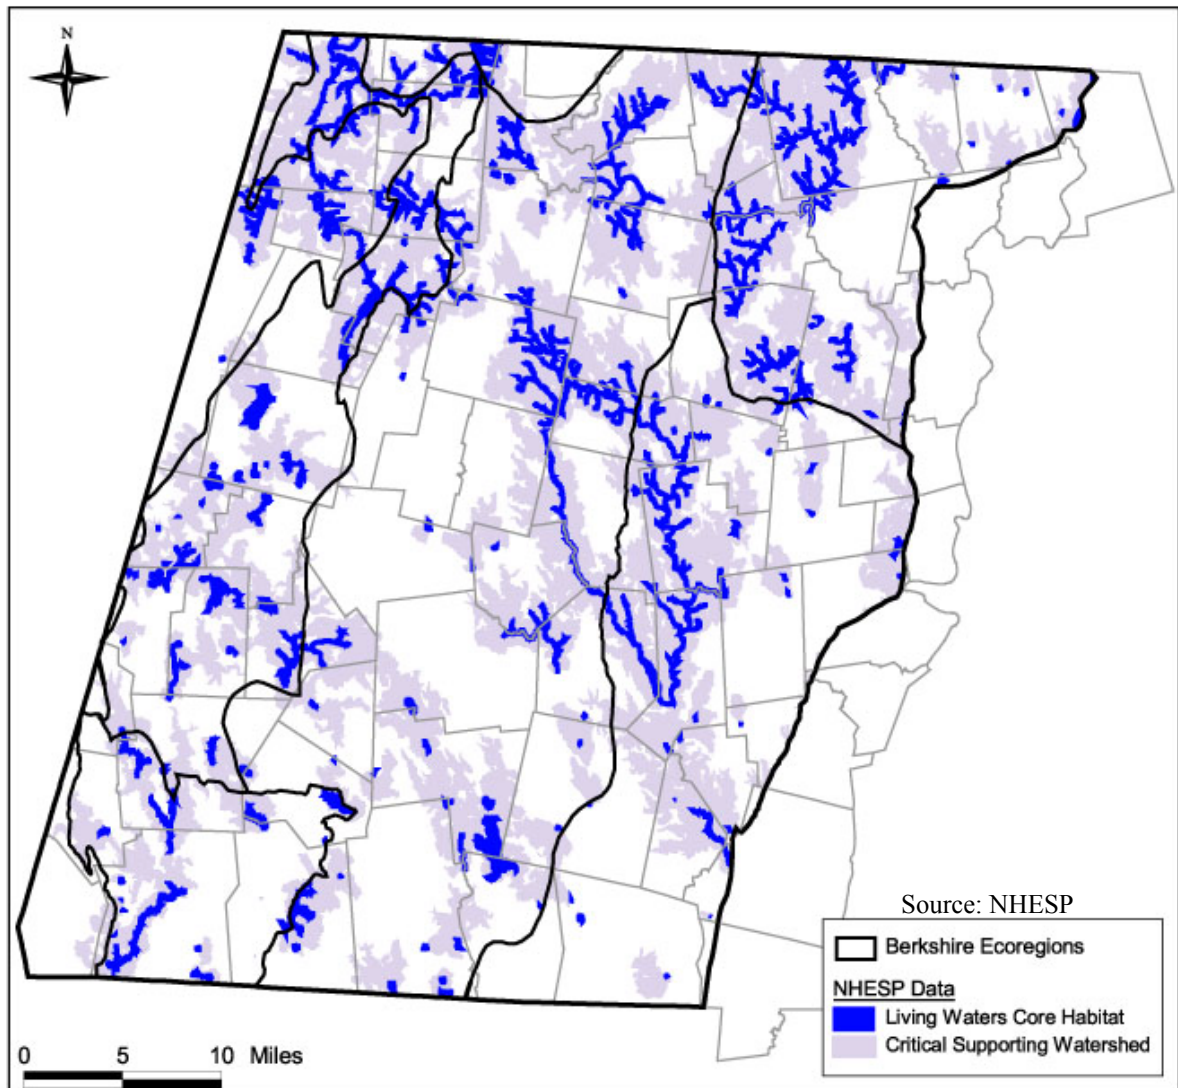 N
Source: NHESP
Berkshire Ecoregions
NHESP Data
Living Waters Core Habitat
Critical Supporting Watershed
0 5 10 Miles